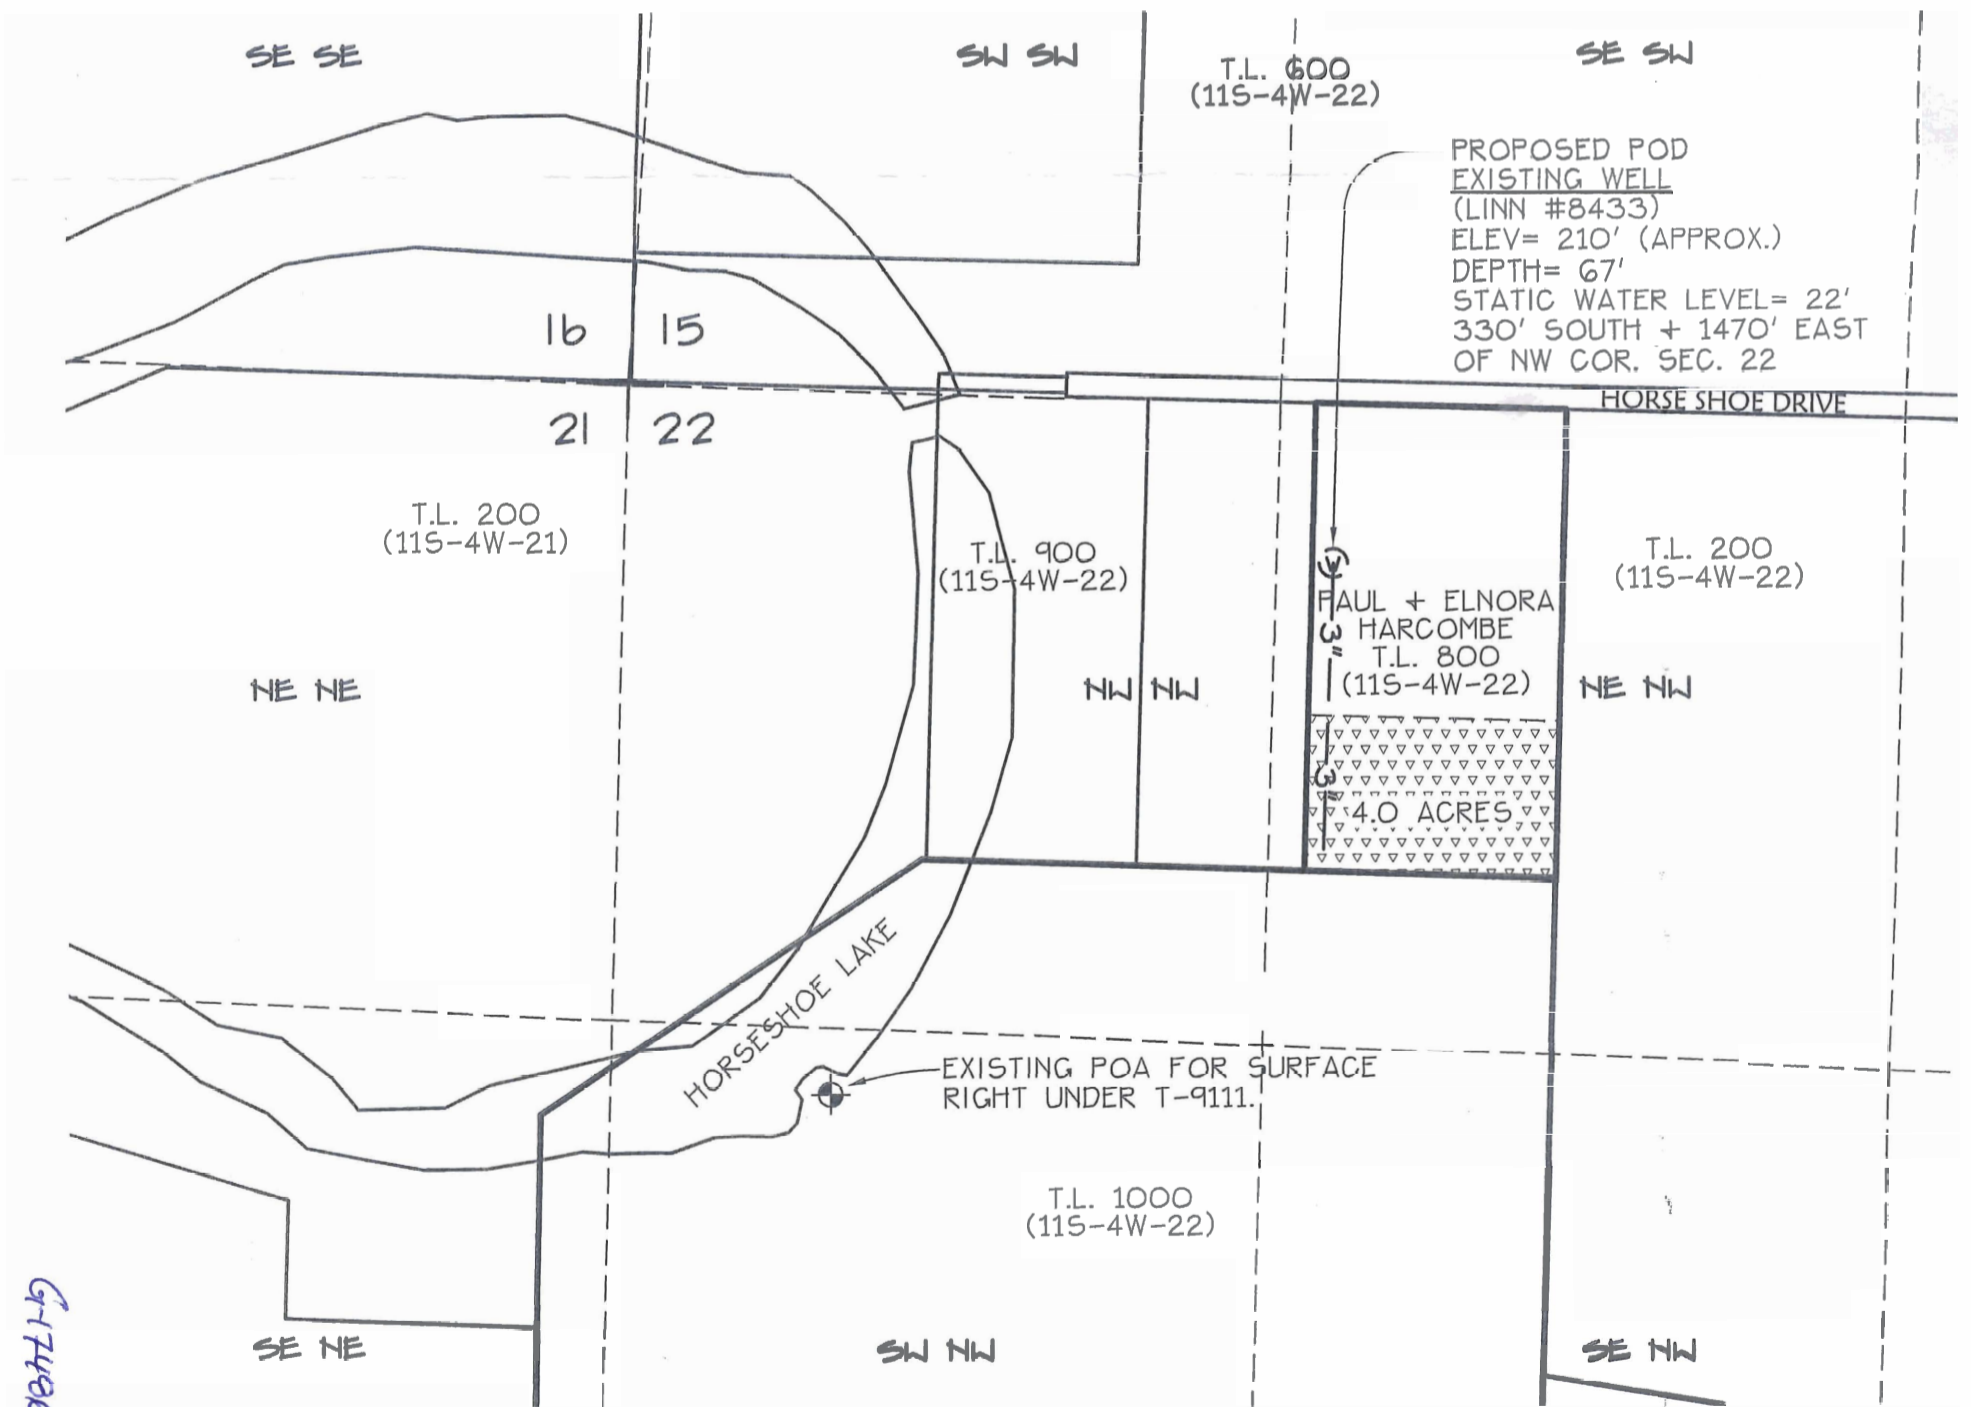 SE SE
SW SW
SE SW
T.L. 600
(11S-4W-22)
PROPOSED POD
EXISTING WELL
(LINN #8433)
ELEV= 210' (APPROX.)
DEPTH= 67'
STATIC WATER LEVEL= 22'
330' SOUTH + 1470' EAST
OF NW COR. SEC. 22
16 15
21 22
HORSE SHOE DRIVE
T.L. 200
(11S-4W-21)
T.L. 900
(11S-4W-22)
(3)
3"
PAUL + ELNORA
HARCOMBE
T.L. 800
(11S-4W-22)
T.L. 200
(11S-4W-22)
NE NE
NW NW
NE NW
3"
4.0 ACRES
HORSESHOE LAKE
EXISTING POA FOR SURFACE
RIGHT UNDER T-9111.
T.L. 1000
(11S-4W-22)
SE NE
SW NW
SE NW